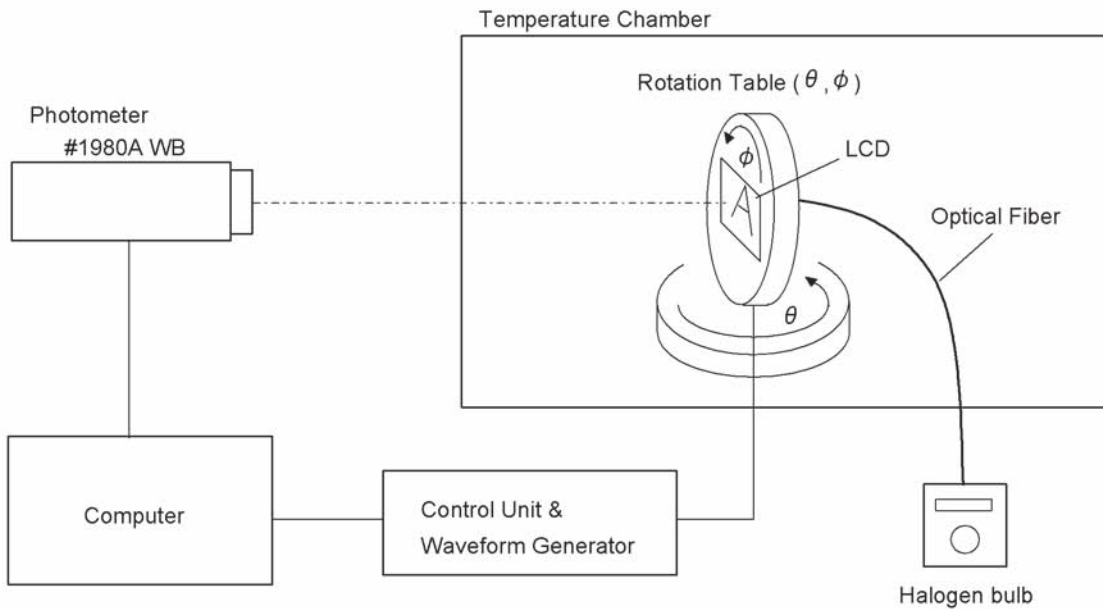 Temperature Chamber
Rotation Table ( θ , ϕ )
Photometer
#1980A WB
ϕ
LCD
A
Optical Fiber
θ
Computer
Control Unit &
Waveform Generator
Halogen bulb